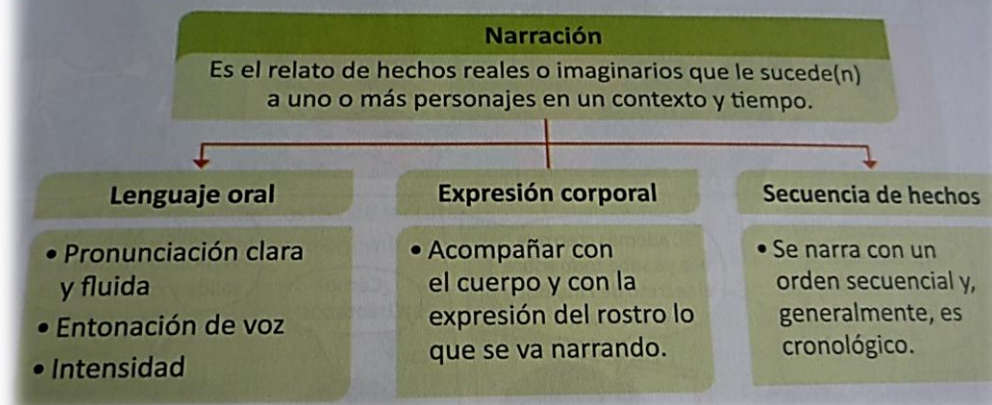 Narración
Es el relato de hechos reales o imaginarios que le sucede(n)
a uno o más personajes en un contexto y tiempo.
Lenguaje oral
• Pronunciación clara
y fluida
• Entonación de voz
• Intensidad
Expresión corporal
• Acompañar con
el cuerpo y con la
expresión del rostro lo
que se va narrando.
Secuencia de hechos
• Se narra con un
orden secuencial y,
generalmente, es
cronológico.